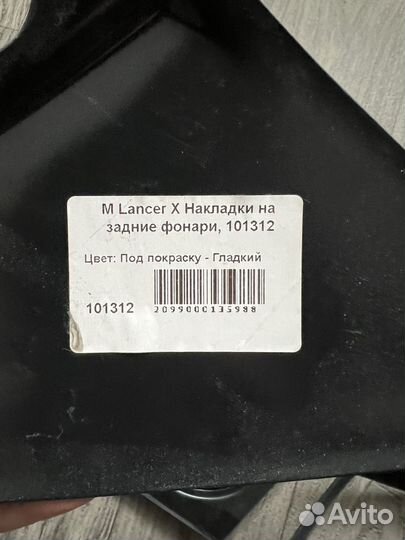 M Lancer X Накладки на
задние фонари, 101312
Цвет: Под покраску - Гладкий
101312
2099000135988
Avito